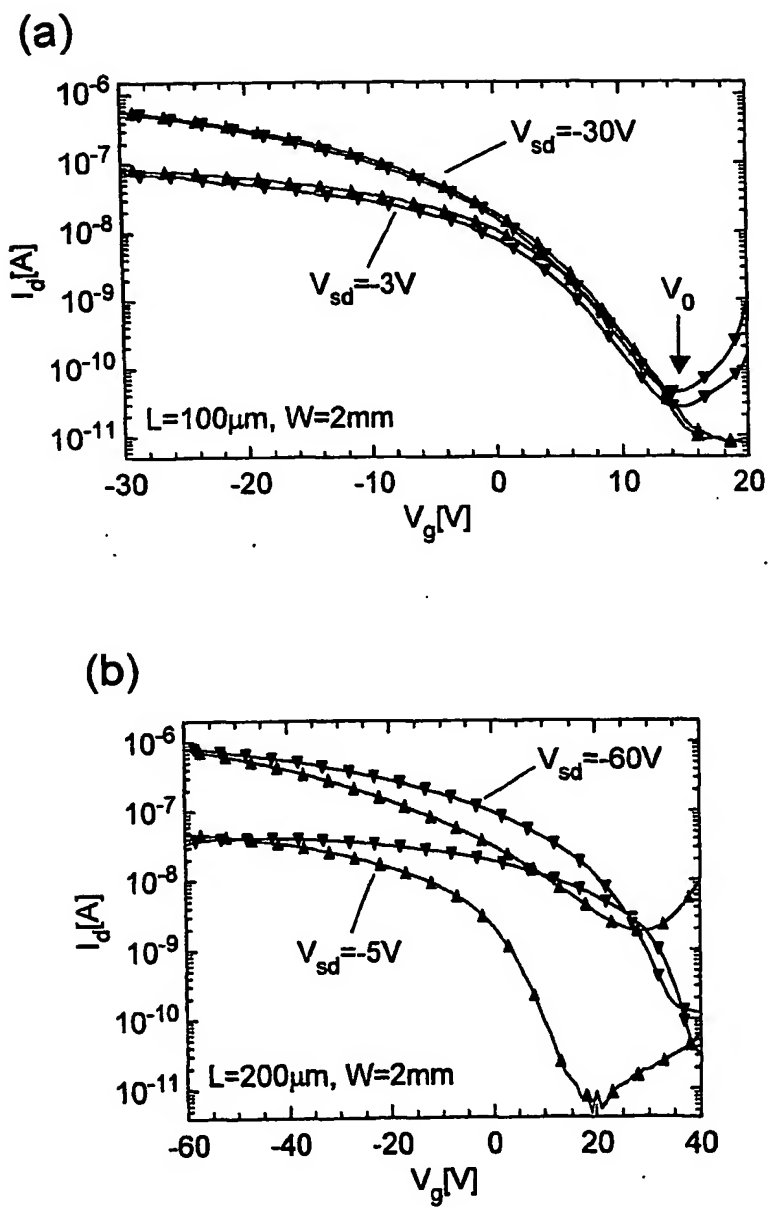 (a)
10⁻⁶
10⁻⁷
10⁻⁸
10⁻⁹
10⁻¹⁰
10⁻¹¹
I_d[A]
V_sd=-30V
V_sd=-3V
V_0
L=100μm, W=2mm
-30 -20 -10 0 10 20
V_g[V]
(b)
10⁻⁶
10⁻⁷
10⁻⁸
10⁻⁹
10⁻¹⁰
10⁻¹¹
I_d[A]
V_sd=-60V
V_sd=-5V
L=200μm, W=2mm
-60 -40 -20 0 20 40
V_g[V]